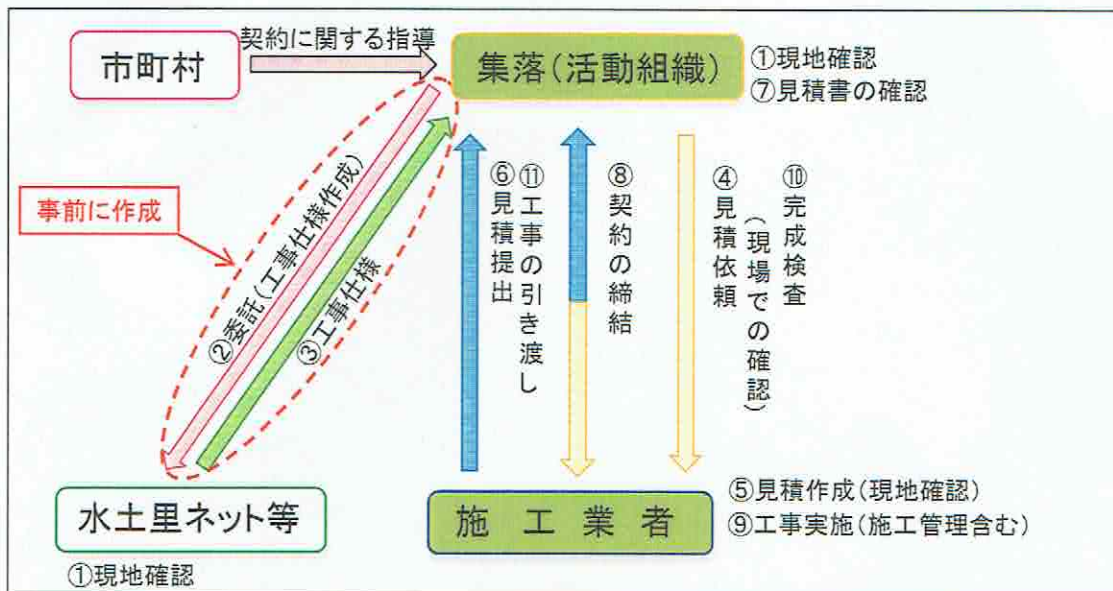 市町村
契約に関する指導
集落(活動組織)
①現地確認
⑦見積書の確認
事前に作成
②委託(工事仕様作成)
③工事仕様
⑥見積提出
⑪工事の引き渡し
⑧契約の締結
④見積依頼
(現場での確認)
⑩完成検査
水土里ネット等
①現地確認
施工業者
⑤見積作成(現地確認)
⑨工事実施(施工管理含む)